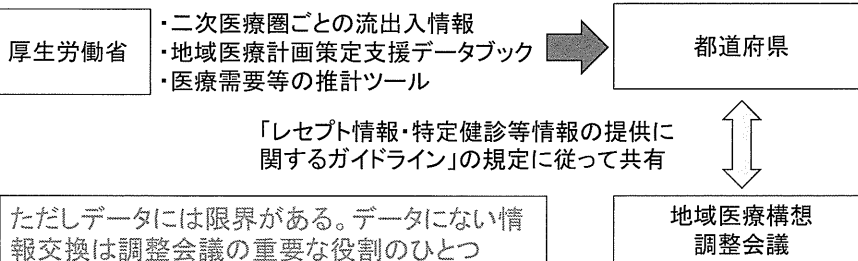 厚生労働省
・二次医療圏ごとの流出入情報
・地域医療計画策定支援データブック
・医療需要等の推計ツール
都道府県
「レセプト情報・特定健診等情報の提供に
関するガイドライン」の規定に従って共有
ただしデータには限界がある。データにない情
報交換は調整会議の重要な役割のひとつ
地域医療構想
調整会議